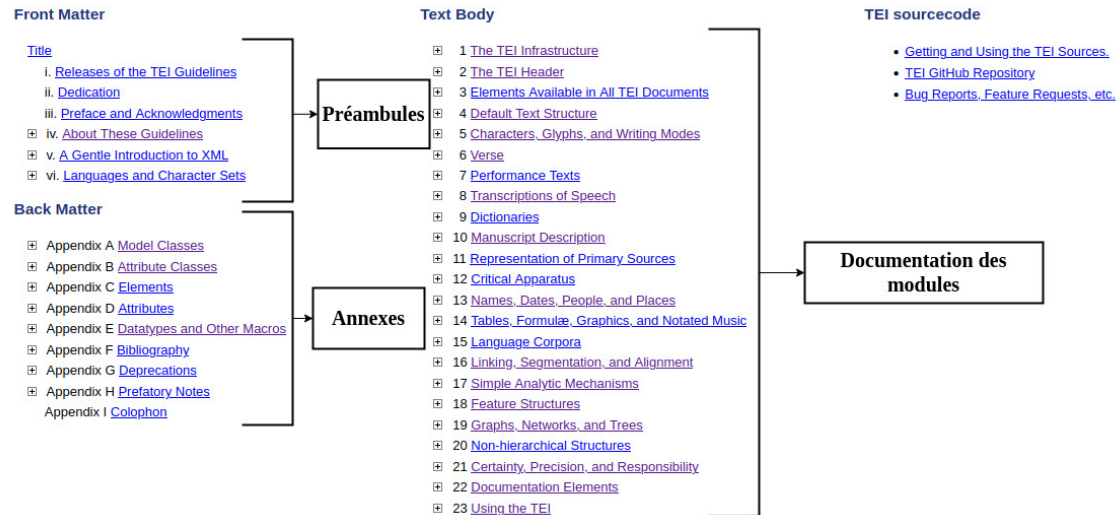 Front Matter
Title
i. Releases of the TEI Guidelines
ii. Dedication
iii. Preface and Acknowledgments
iv. About These Guidelines
v. A Gentle Introduction to XML
vi. Languages and Character Sets
Préambules
Back Matter
Appendix A Model Classes
Appendix B Attribute Classes
Appendix C Elements
Appendix D Attributes
Appendix E Datatypes and Other Macros
Appendix F Bibliography
Appendix G Deprecations
Appendix H Prefatory Notes
Appendix I Colophon
Annexes
Text Body
1 The TEI Infrastructure
2 The TEI Header
3 Elements Available in All TEI Documents
4 Default Text Structure
5 Characters, Glyphs, and Writing Modes
6 Verse
7 Performance Texts
8 Transcriptions of Speech
9 Dictionaries
10 Manuscript Description
11 Representation of Primary Sources
12 Critical Apparatus
13 Names, Dates, People, and Places
14 Tables, Formulæ, Graphics, and Notated Music
15 Language Corpora
16 Linking, Segmentation, and Alignment
17 Simple Analytic Mechanisms
18 Feature Structures
19 Graphs, Networks, and Trees
20 Non-hierarchical Structures
21 Certainty, Precision, and Responsibility
22 Documentation Elements
23 Using the TEI
Documentation des
modules
TEI sourcecode
• Getting and Using the TEI Sources.
• TEI GitHub Repository
• Bug Reports, Feature Requests, etc.